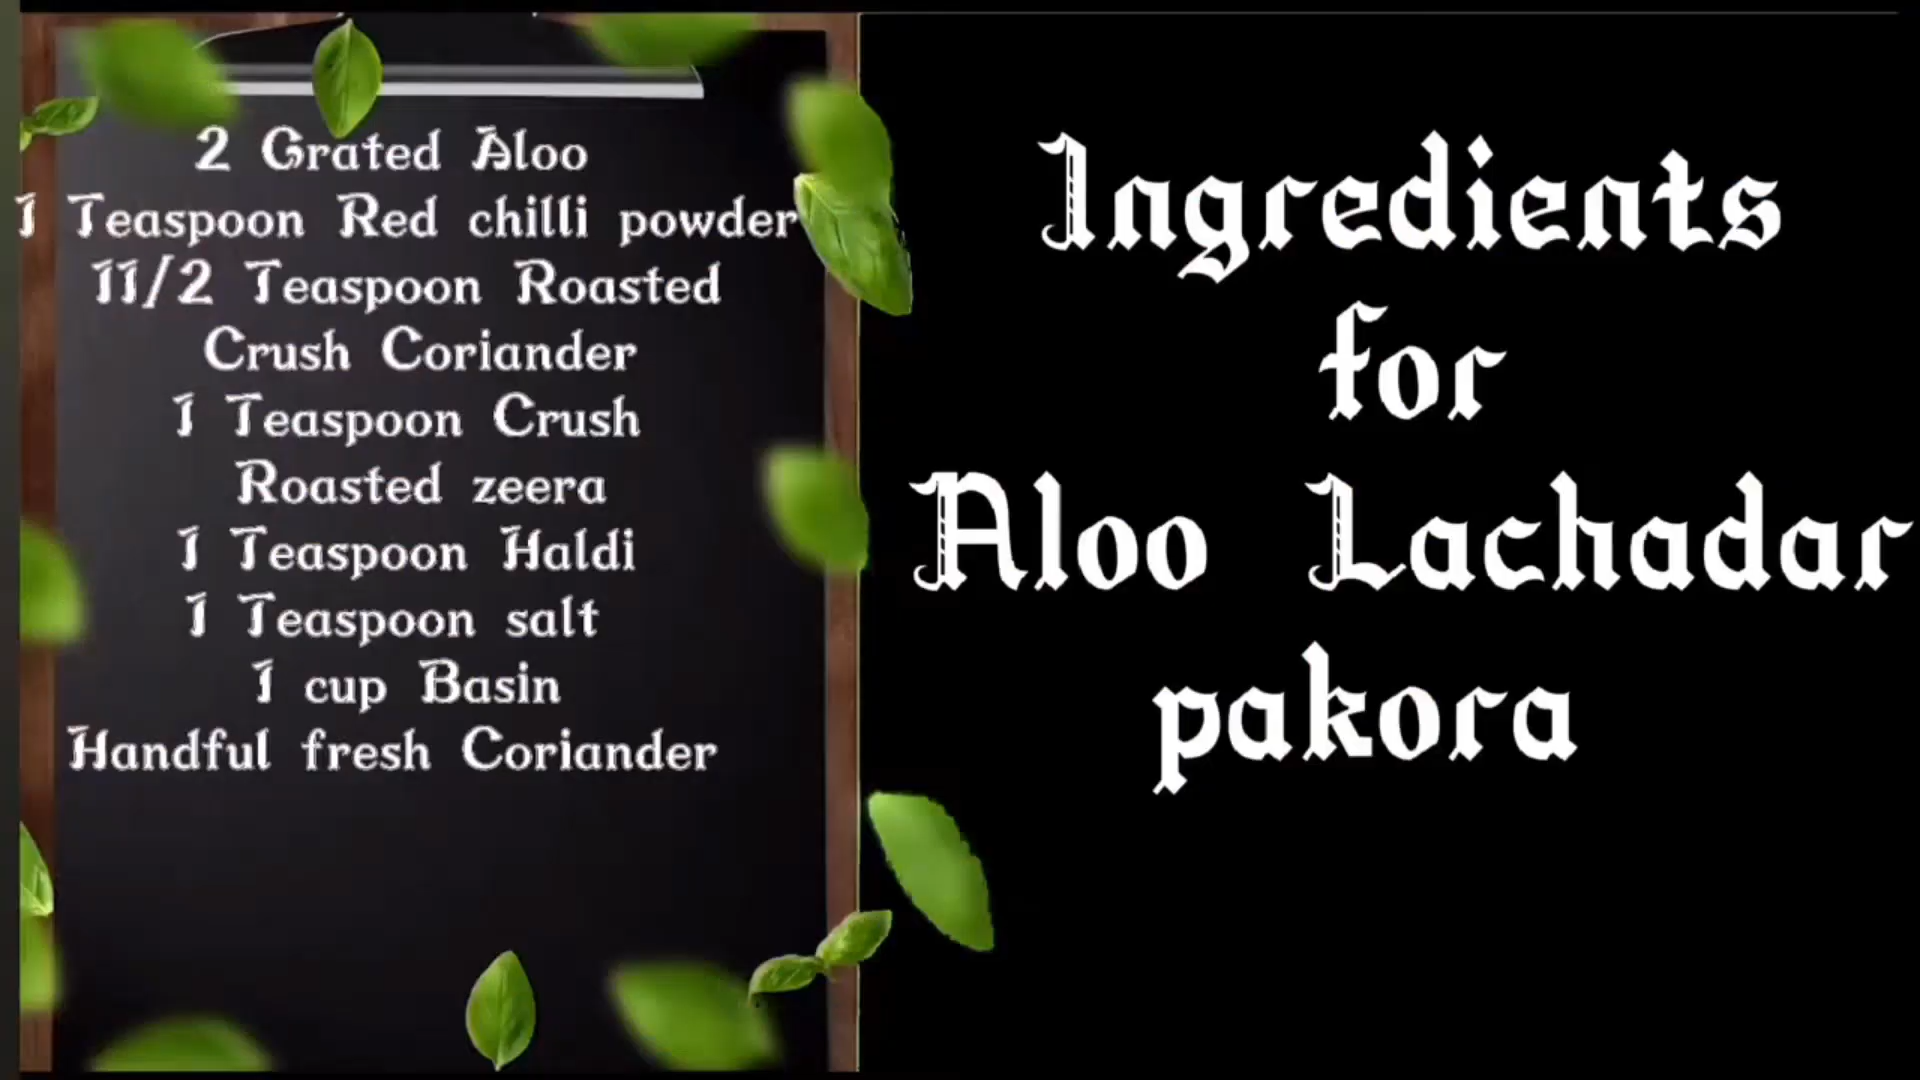 2 Grated Aloo
1 Teaspoon Red chilli powder
11/2 Teaspoon Roasted
Crush Coriander
1 Teaspoon Crush
Roasted zeera
1 Teaspoon Haldi
1 Teaspoon salt
1 cup Basin
Handful fresh Coriander
Ingredients
for
Aloo Lachadar
pakora